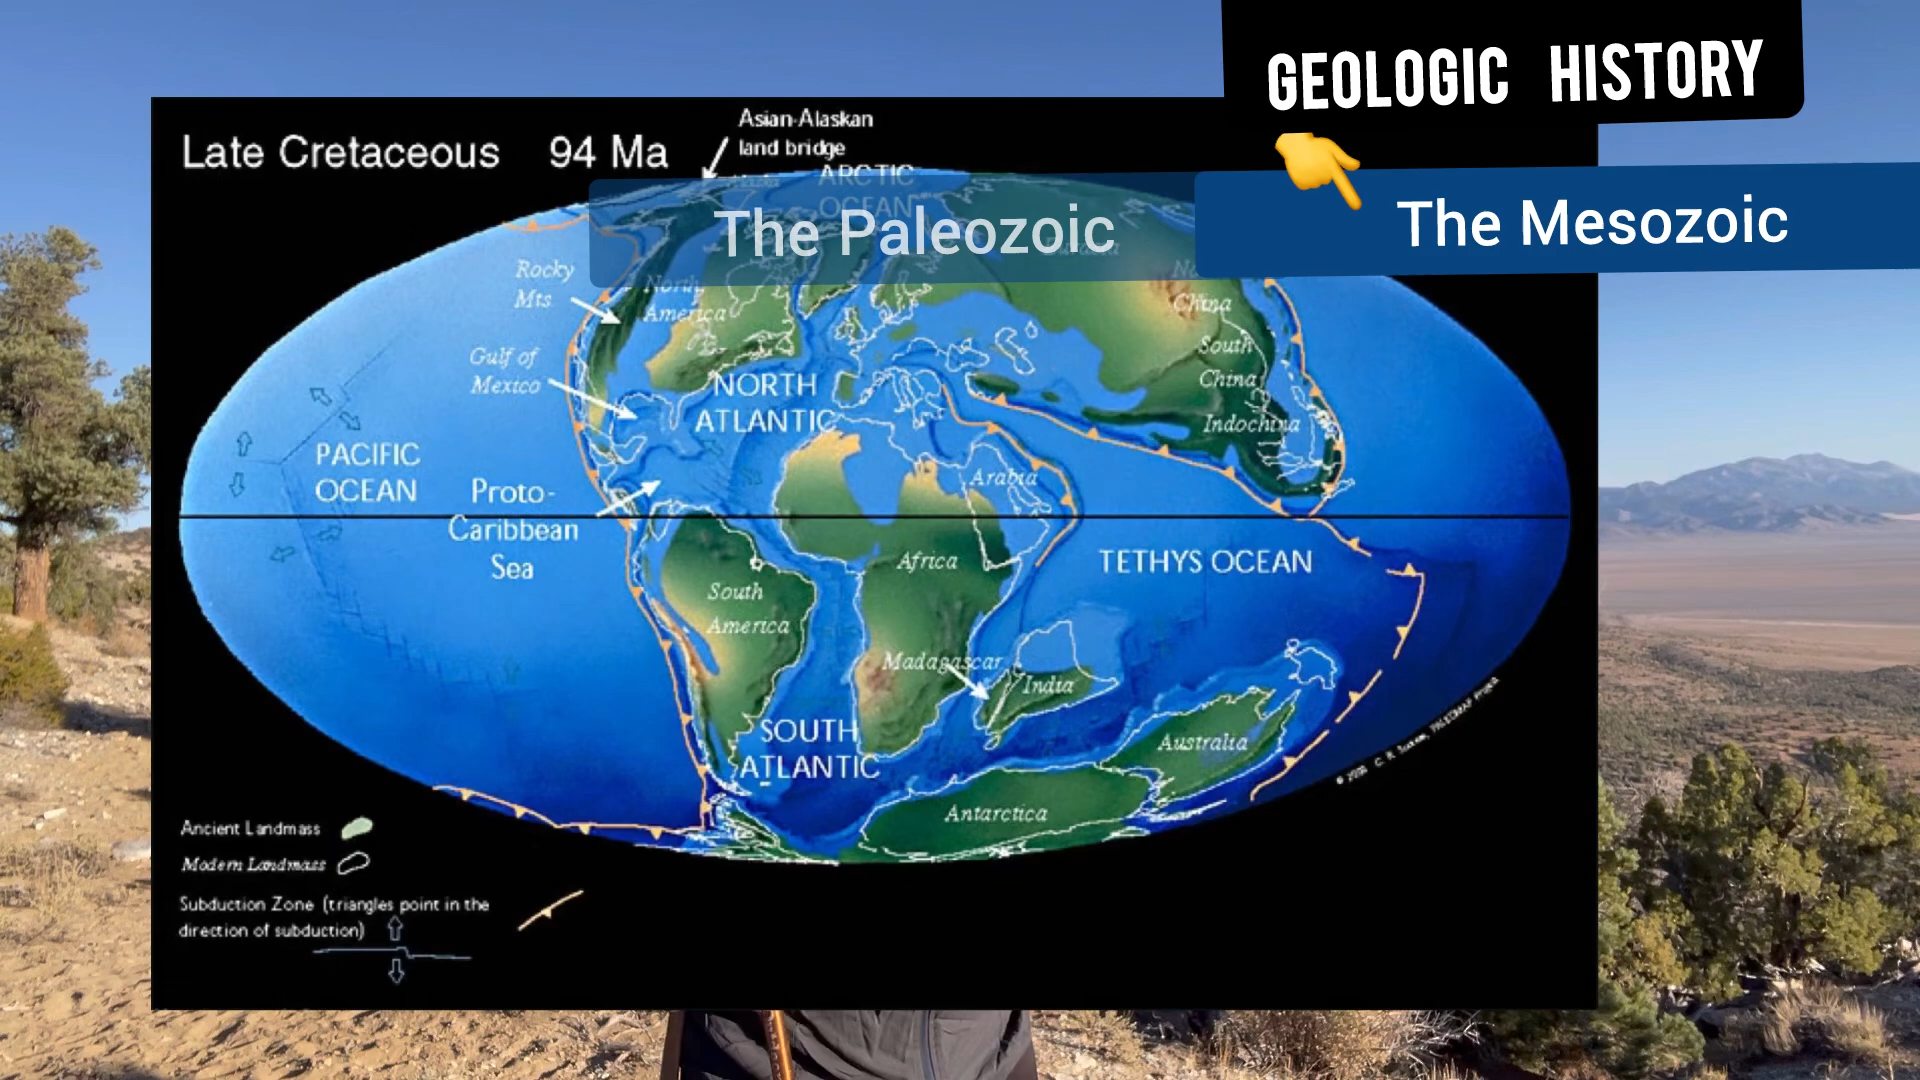 GEOLOGIC HISTORY
The Paleozoic
The Mesozoic
Late Cretaceous 94 Ma
Asian-Alaskan
land bridge
ARCTIC
OCEAN
Rocky
Mts.
North
America
China
South
China
Indochina
Gulf of
Mexico
NORTH
ATLANTIC
PACIFIC
OCEAN
Proto-
Caribbean
Sea
Arabia
Africa
TETHYS OCEAN
South
America
Madagascar
India
SOUTH
ATLANTIC
Australia
Antarctica
Ancient Landmass
Modern Landmass
Subduction Zone (triangles point in the
direction of subduction)